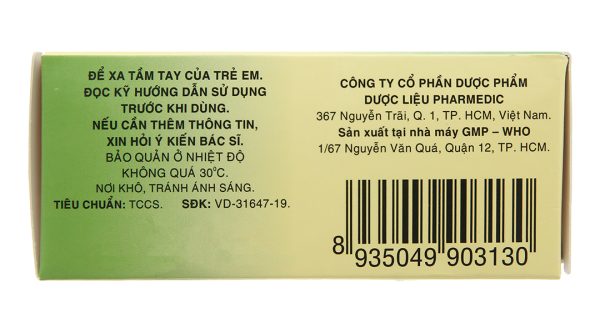 ĐỂ XA TẦM TAY CỦA TRẺ EM.
ĐỌC KỸ HƯỚNG DẪN SỬ DỤNG
TRƯỚC KHI DÙNG.
NẾU CẦN THÊM THÔNG TIN,
XIN HỎI Ý KIẾN BÁC SĨ.
BẢO QUẢN Ở NHIỆT ĐỘ
KHÔNG QUÁ 30°C.
NƠI KHÔ, TRÁNH ÁNH SÁNG.
TIÊU CHUẨN: TCCS. SĐK: VD-31647-19.
CÔNG TY CỔ PHẦN DƯỢC PHẨM
DƯỢC LIỆU PHARMEDIC
367 Nguyễn Trãi, Q. 1, TP. HCM, Việt Nam.
Sản xuất tại nhà máy GMP – WHO
1/67 Nguyễn Văn Quá, Quận 12, TP. HCM.
8 935049 903130